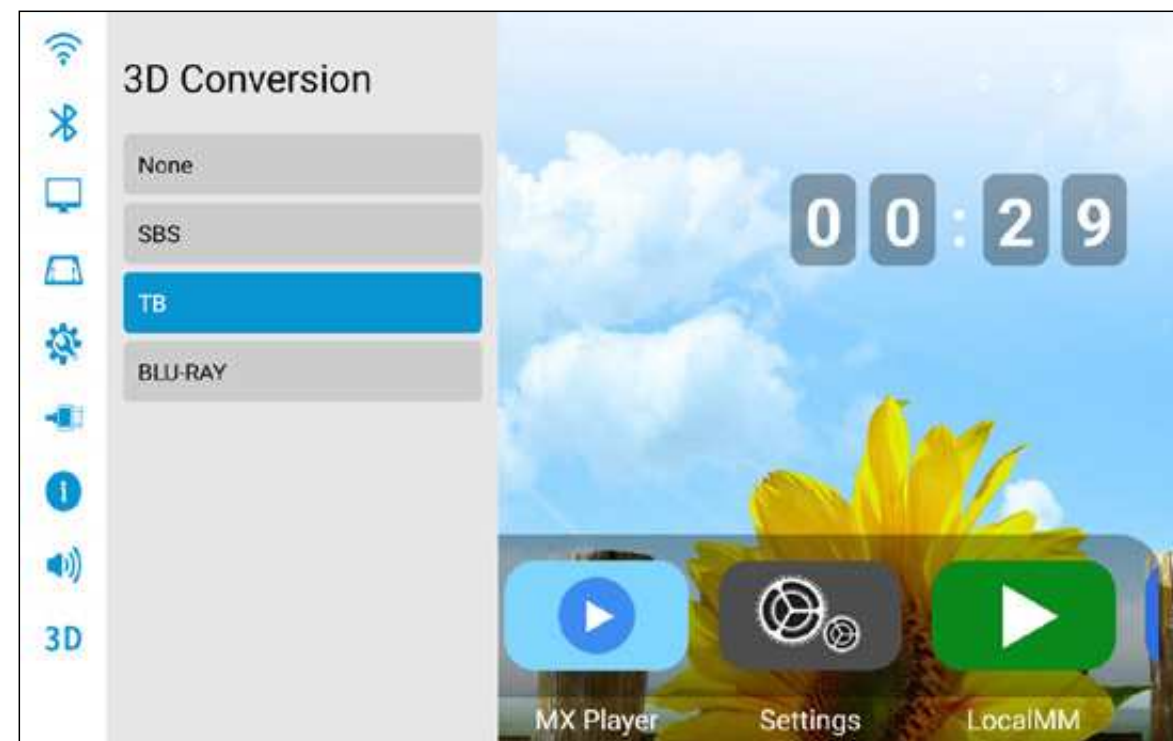 3D Conversion
None
SBS
TB
BLU-RAY
3D
00:29
MX Player
Settings
LocalMM